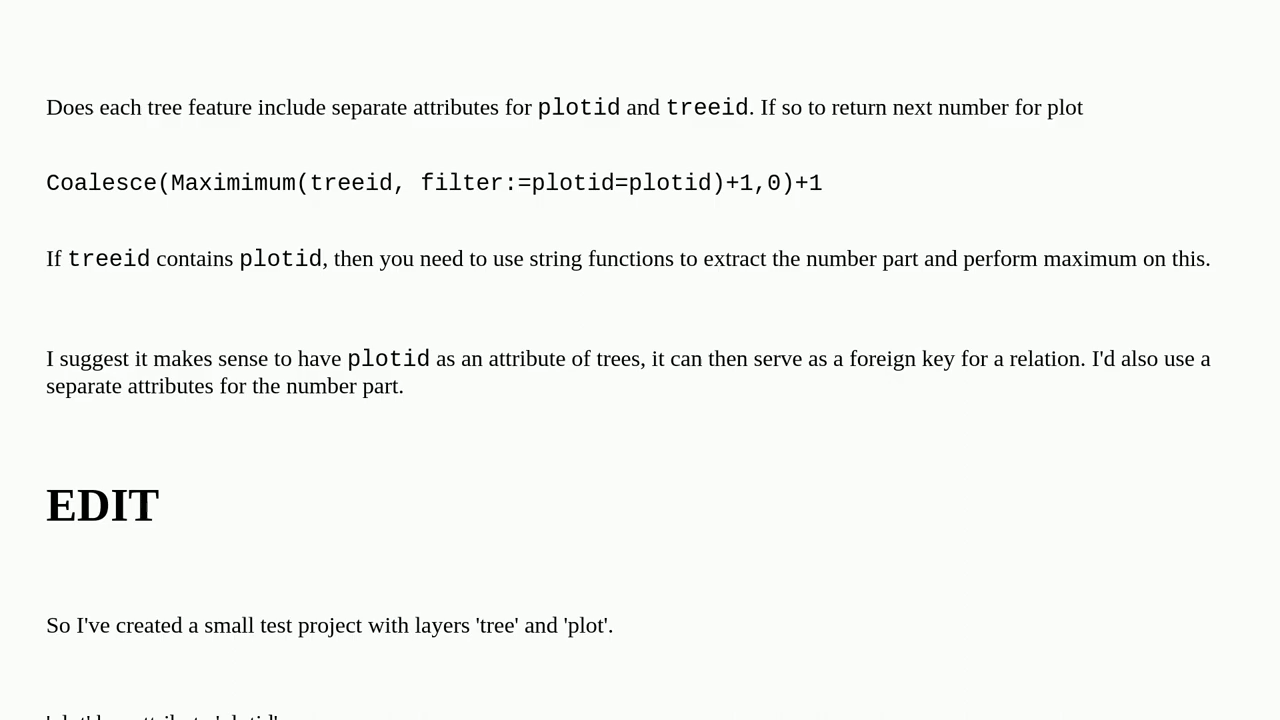 Does each tree feature include separate attributes for plotid and treeid. If so to return next number for plot
Coalesce(Maximimum(treeid, filter:=plotid=plotid)+1,0)+1
If treeid contains plotid, then you need to use string functions to extract the number part and perform maximum on this.
I suggest it makes sense to have plotid as an attribute of trees, it can then serve as a foreign key for a relation. I'd also use a
separate attributes for the number part.
EDIT
So I've created a small test project with layers 'tree' and 'plot'.